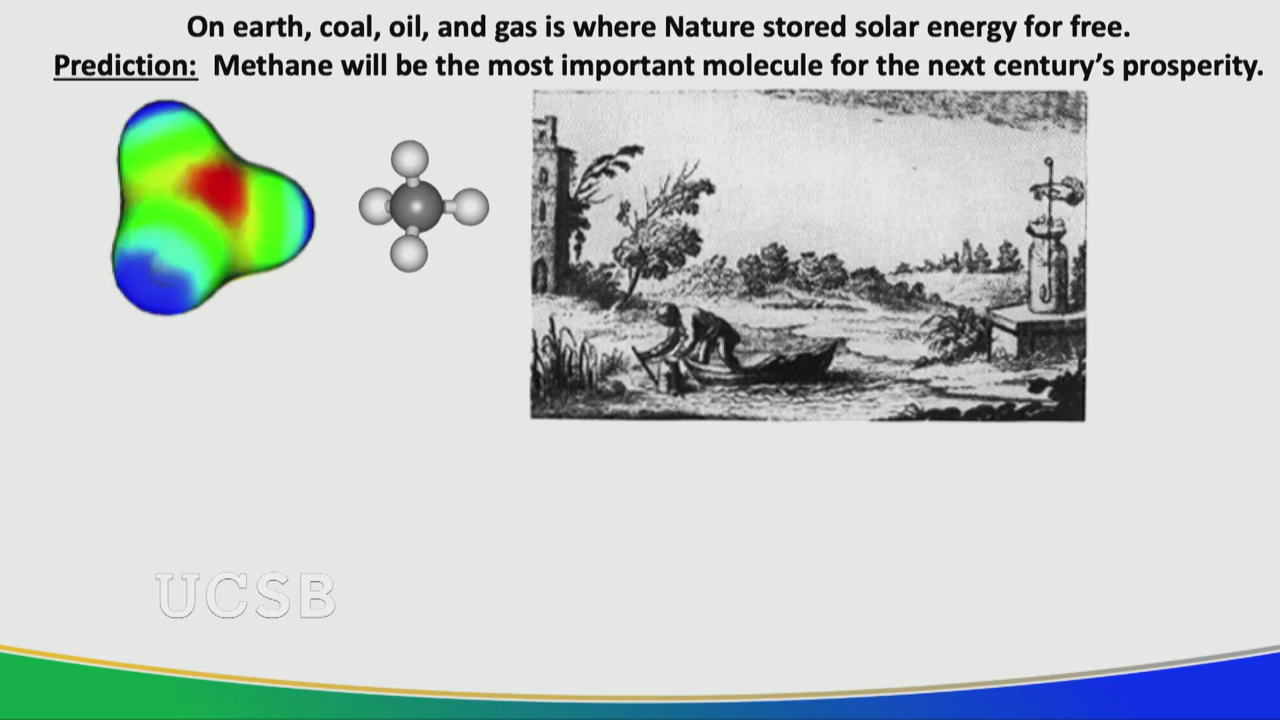 On earth, coal, oil, and gas is where Nature stored solar energy for free.
Prediction: Methane will be the most important molecule for the next century’s prosperity.
UCSB